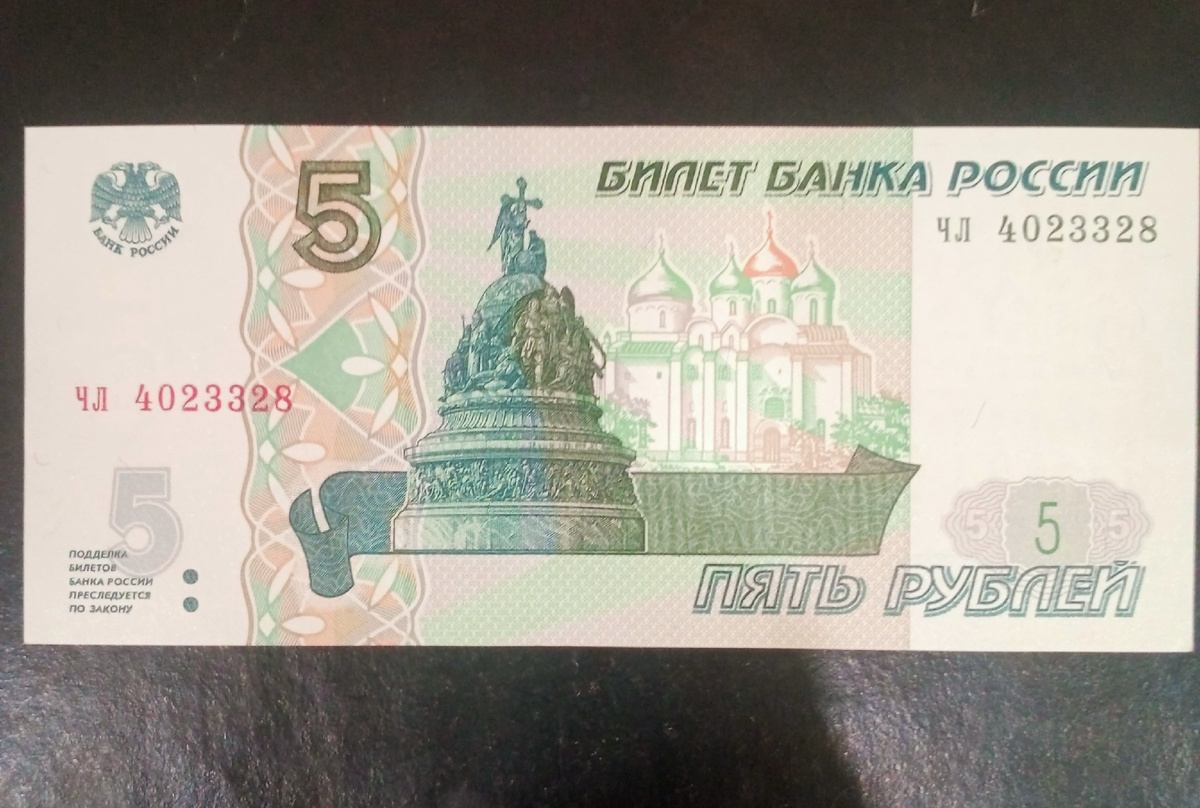 БИЛЕТ БАНКА РОССИИ
5
БАНК РОССИИ
чл 4023328
чл 4023328
5
ПОДДЕЛКА
БИЛЕТОВ
БАНКА РОССИИ
ПРЕСЛЕДУЕТСЯ
ПО ЗАКОНУ
5 5 5
ПЯТЬ РУБЛЕЙ